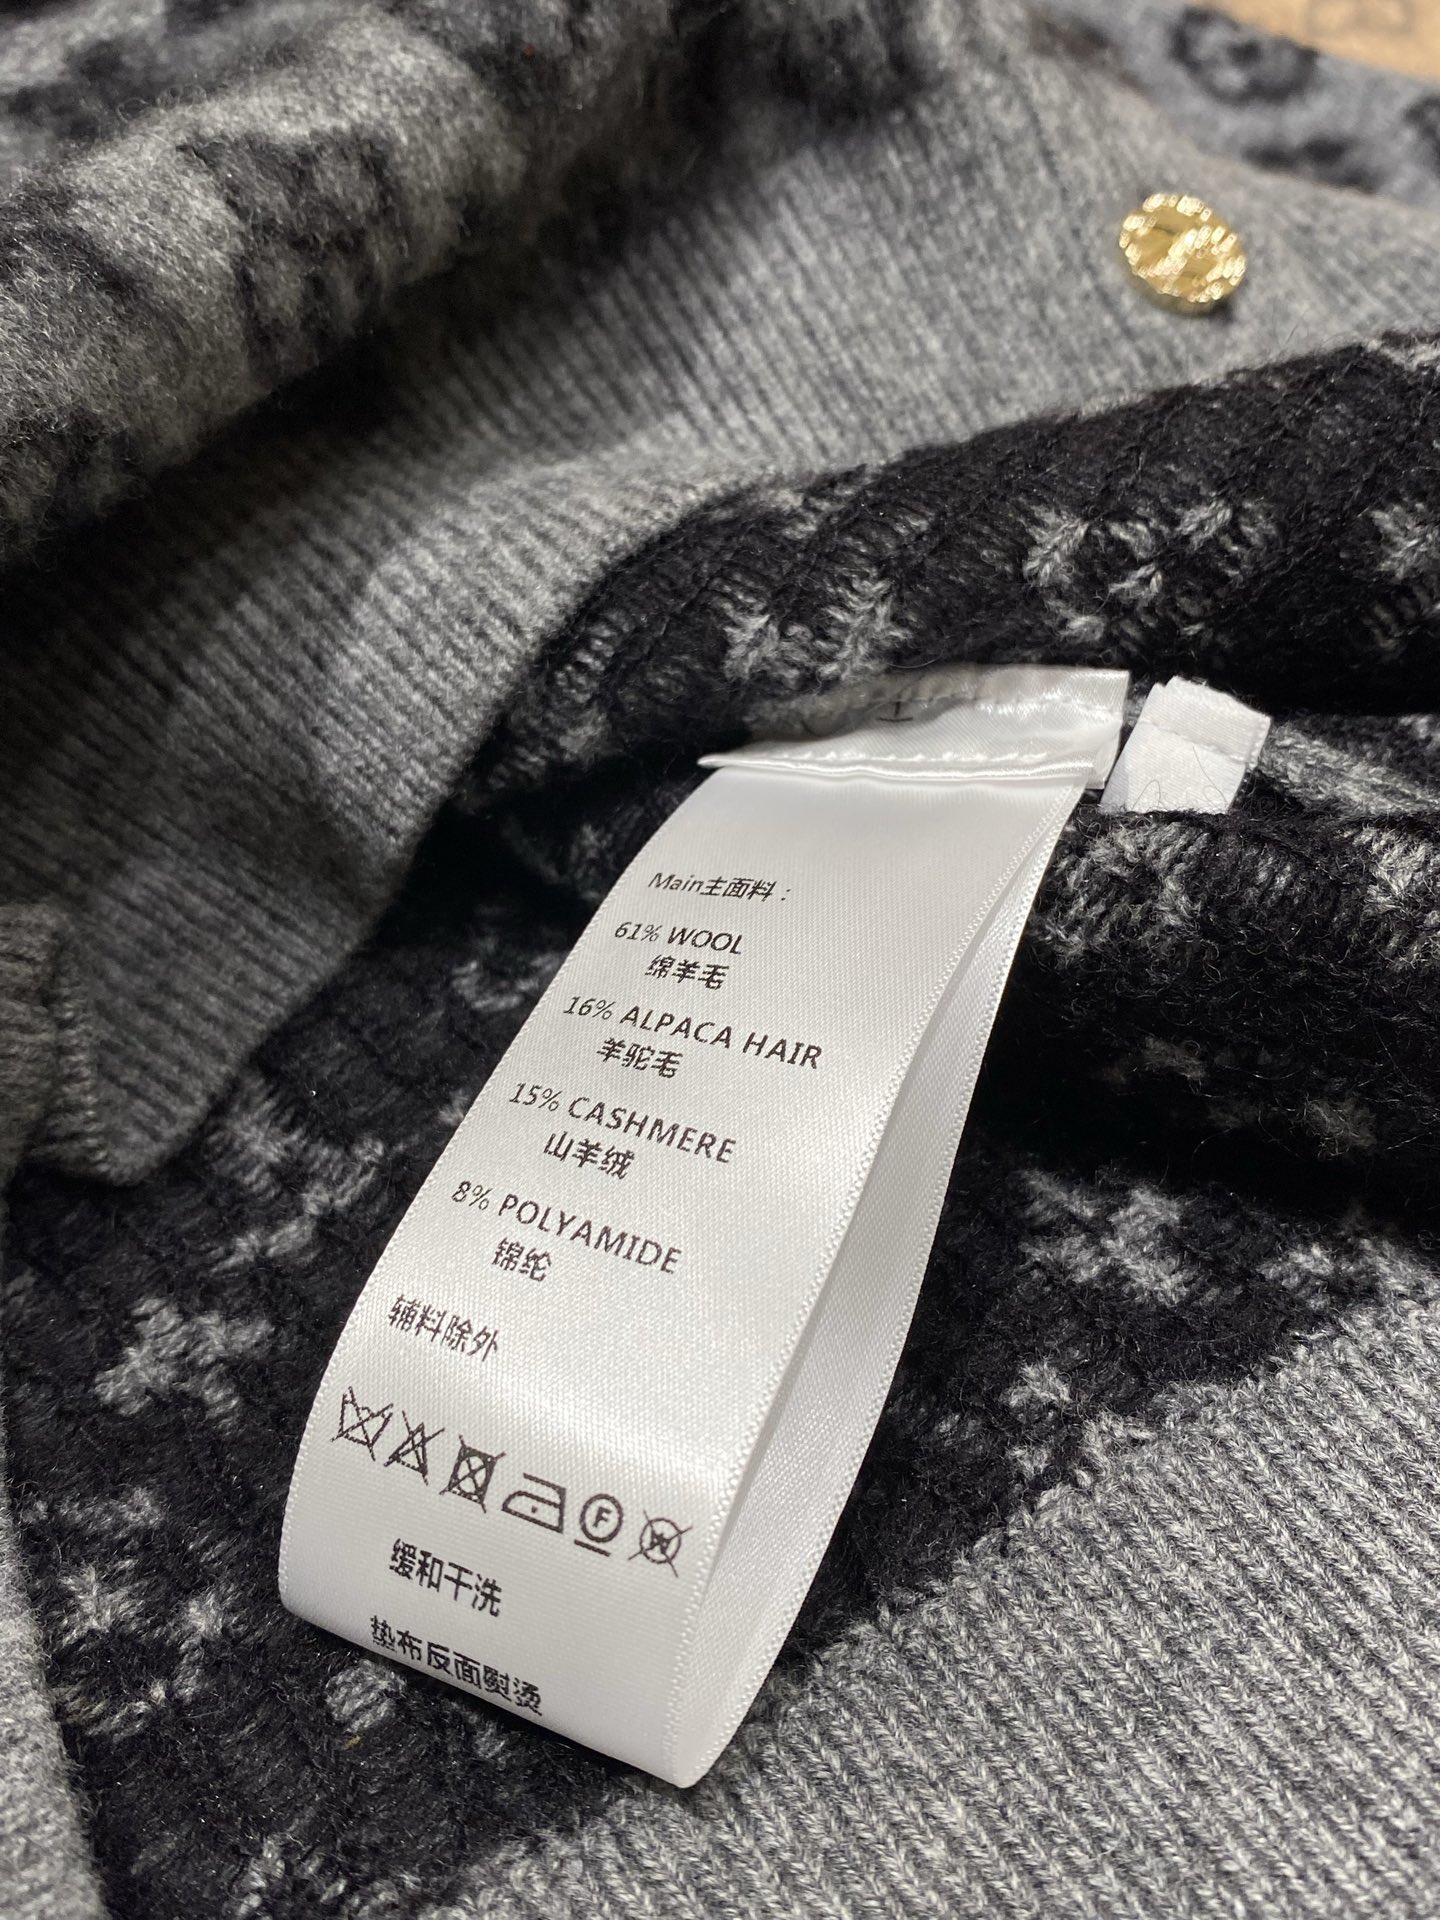 Main主面料：
61% WOOL
绵羊毛
16% ALPACA HAIR
羊驼毛
15% CASHMERE
山羊绒
8% POLYAMIDE
锦纶
辅料除外
F
W
缓和干洗
垫布反面熨烫